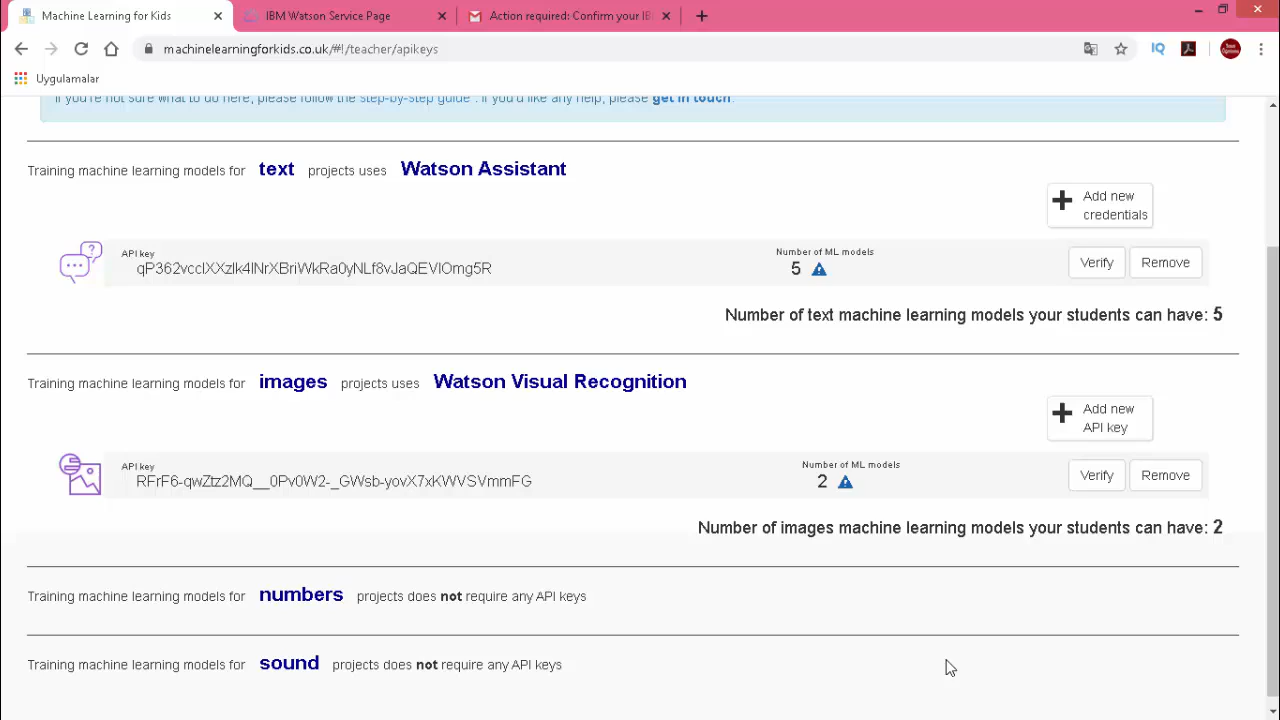 Machine Learning for Kids
IBM Watson Service Page
Action required: Confirm your IB
machinelearningforkids.co.uk/#!/teacher/apikeys
Uygulamalar
If you're not sure what to do here, please follow the step-by-step guide . If you'd like any help, please get in touch.
Training machine learning models for text projects uses Watson Assistant
Add new
credentials
API key
Number of ML models
5
Verify
Remove
Number of text machine learning models your students can have: 5
Training machine learning models for images projects uses Watson Visual Recognition
Add new
API key
API key
Number of ML models
2
Verify
Remove
Number of images machine learning models your students can have: 2
Training machine learning models for numbers projects does not require any API keys
Training machine learning models for sound projects does not require any API keys